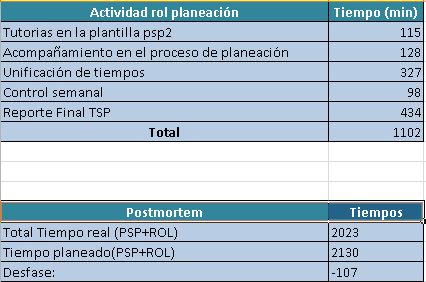 Actividad rol planeación Tiempo (min)
Tutorias en la plantilla psp2 115
Acompañamiento en el proceso de planeación 128
Unificación de tiempos 327
Control semanal 98
Reporte Final TSP 434
Total 1102
Postmortem Tiempos
Total Tiempo real (PSP+ROL) 2023
Tiempo planeado(PSP+ROL) 2130
Desfase: -107